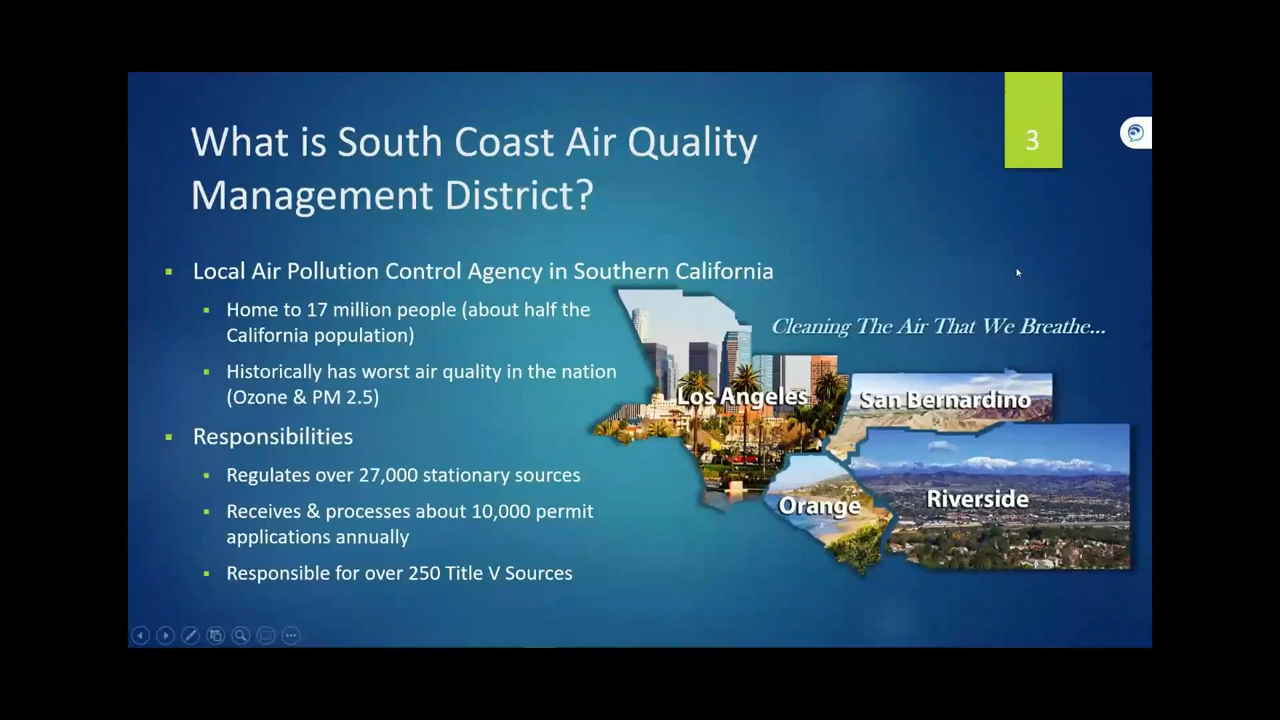 What is South Coast Air Quality
Management District?
3
Local Air Pollution Control Agency in Southern California
Home to 17 million people (about half the
California population)
Historically has worst air quality in the nation
(Ozone & PM 2.5)
Responsibilities
Regulates over 27,000 stationary sources
Receives & processes about 10,000 permit
applications annually
Responsible for over 250 Title V Sources
Cleaning The Air That We Breathe...
Los Angeles
San Bernardino
Orange
Riverside